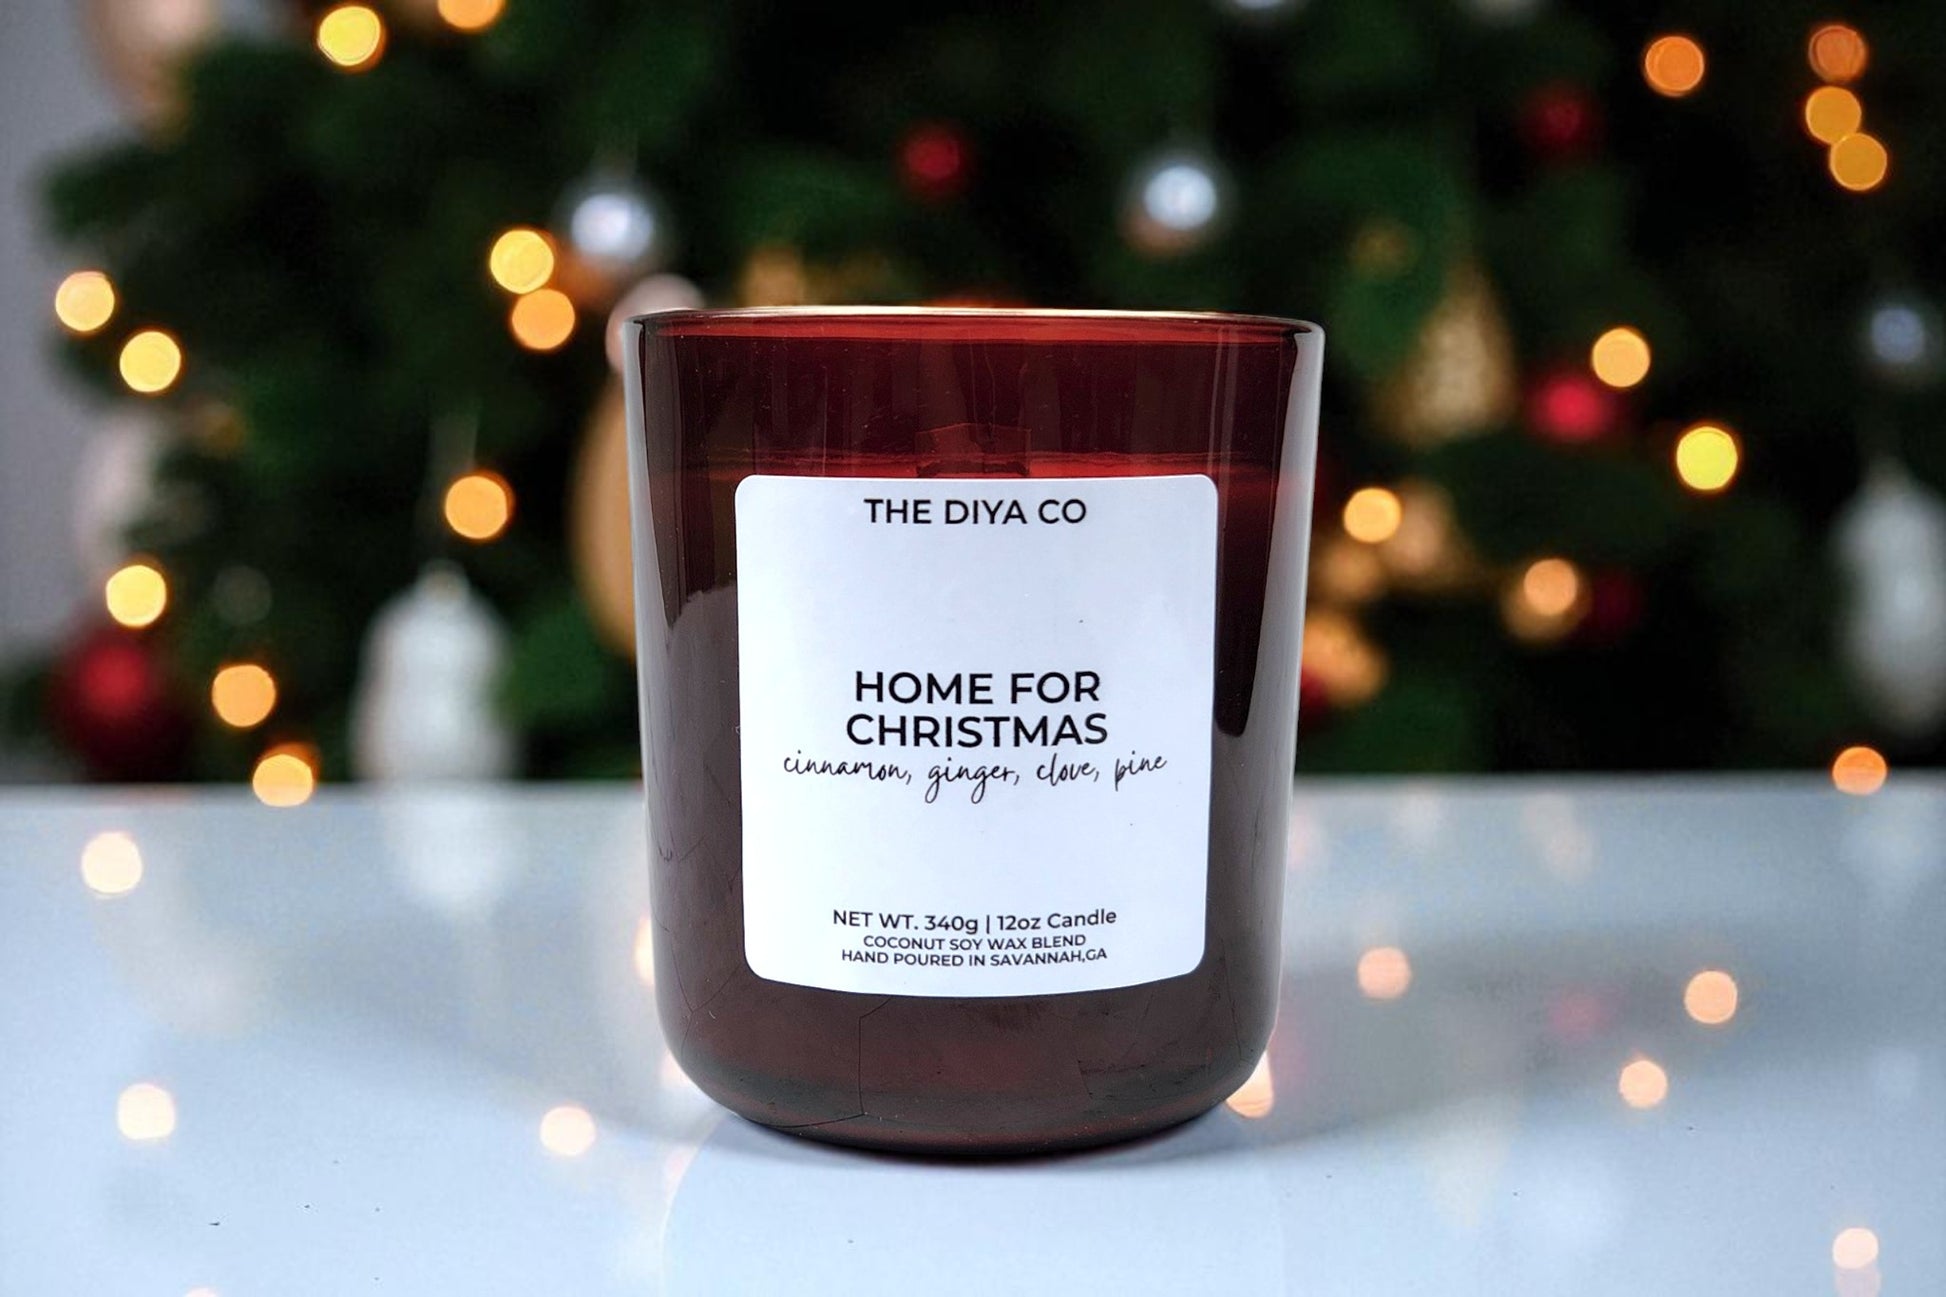 THE DIYA CO
HOME FOR
CHRISTMAS
cinnamon, ginger, clove, pine
NET WT. 340g | 12oz Candle
COCONUT SOY WAX BLEND
HAND POURED IN SAVANNAH,GA